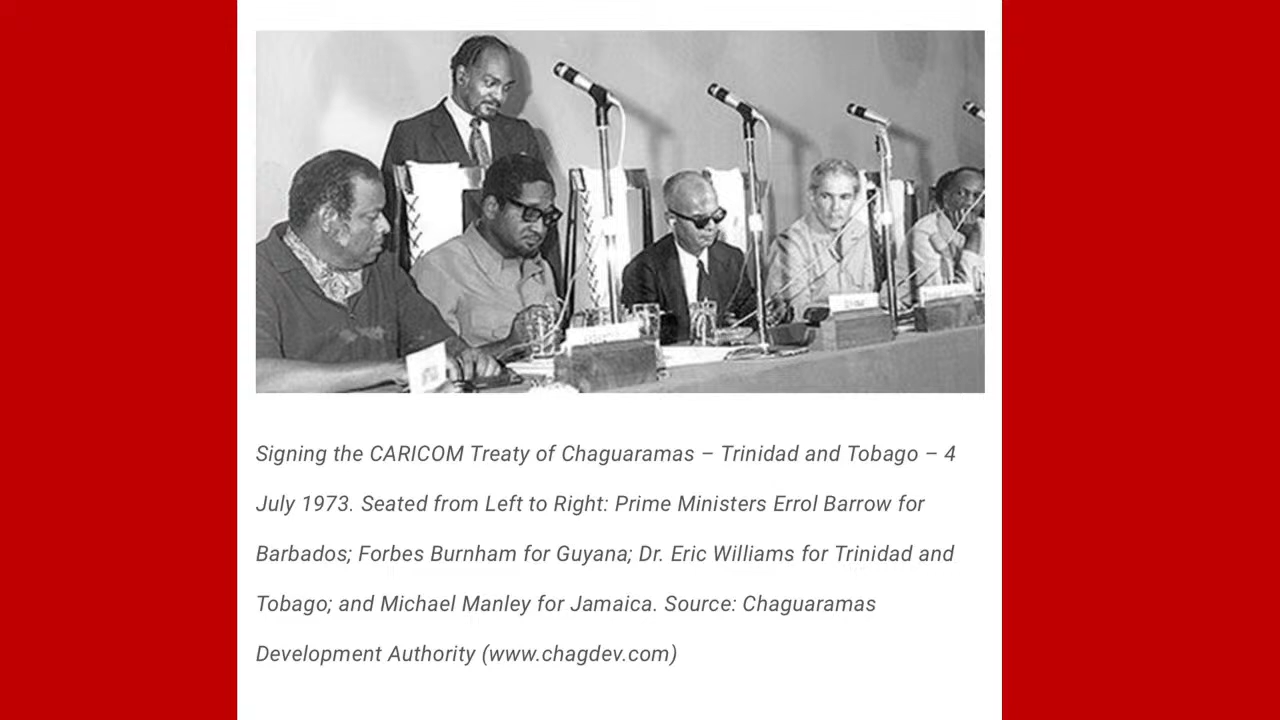 Signing the CARICOM Treaty of Chaguaramas – Trinidad and Tobago – 4
July 1973. Seated from Left to Right: Prime Ministers Errol Barrow for
Barbados; Forbes Burnham for Guyana; Dr. Eric Williams for Trinidad and
Tobago; and Michael Manley for Jamaica. Source: Chaguaramas
Development Authority (www.chagdev.com)